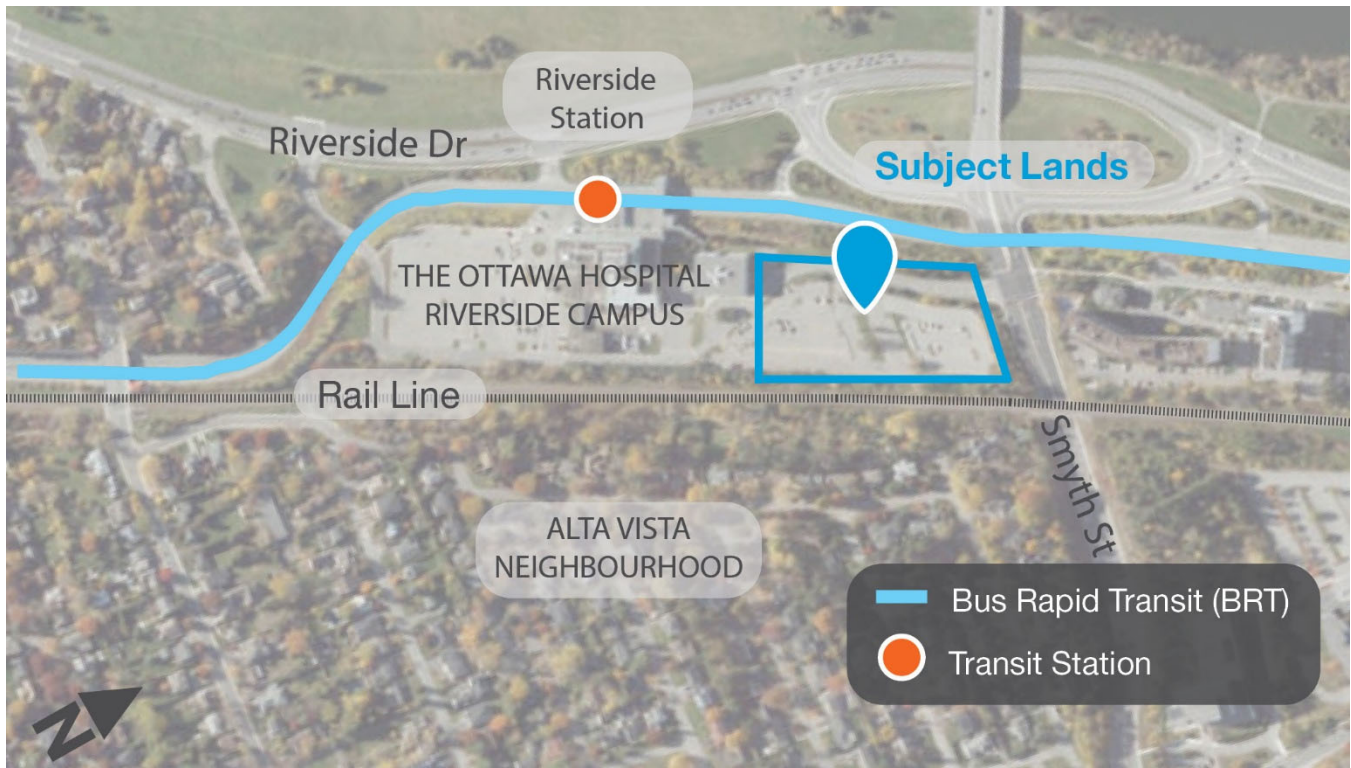 Riverside
Station
Riverside Dr
Subject Lands
THE OTTAWA HOSPITAL
RIVERSIDE CAMPUS
Rail Line
Smyth St
ALTA VISTA
NEIGHBOURHOOD
Bus Rapid Transit (BRT)
Transit Station
N